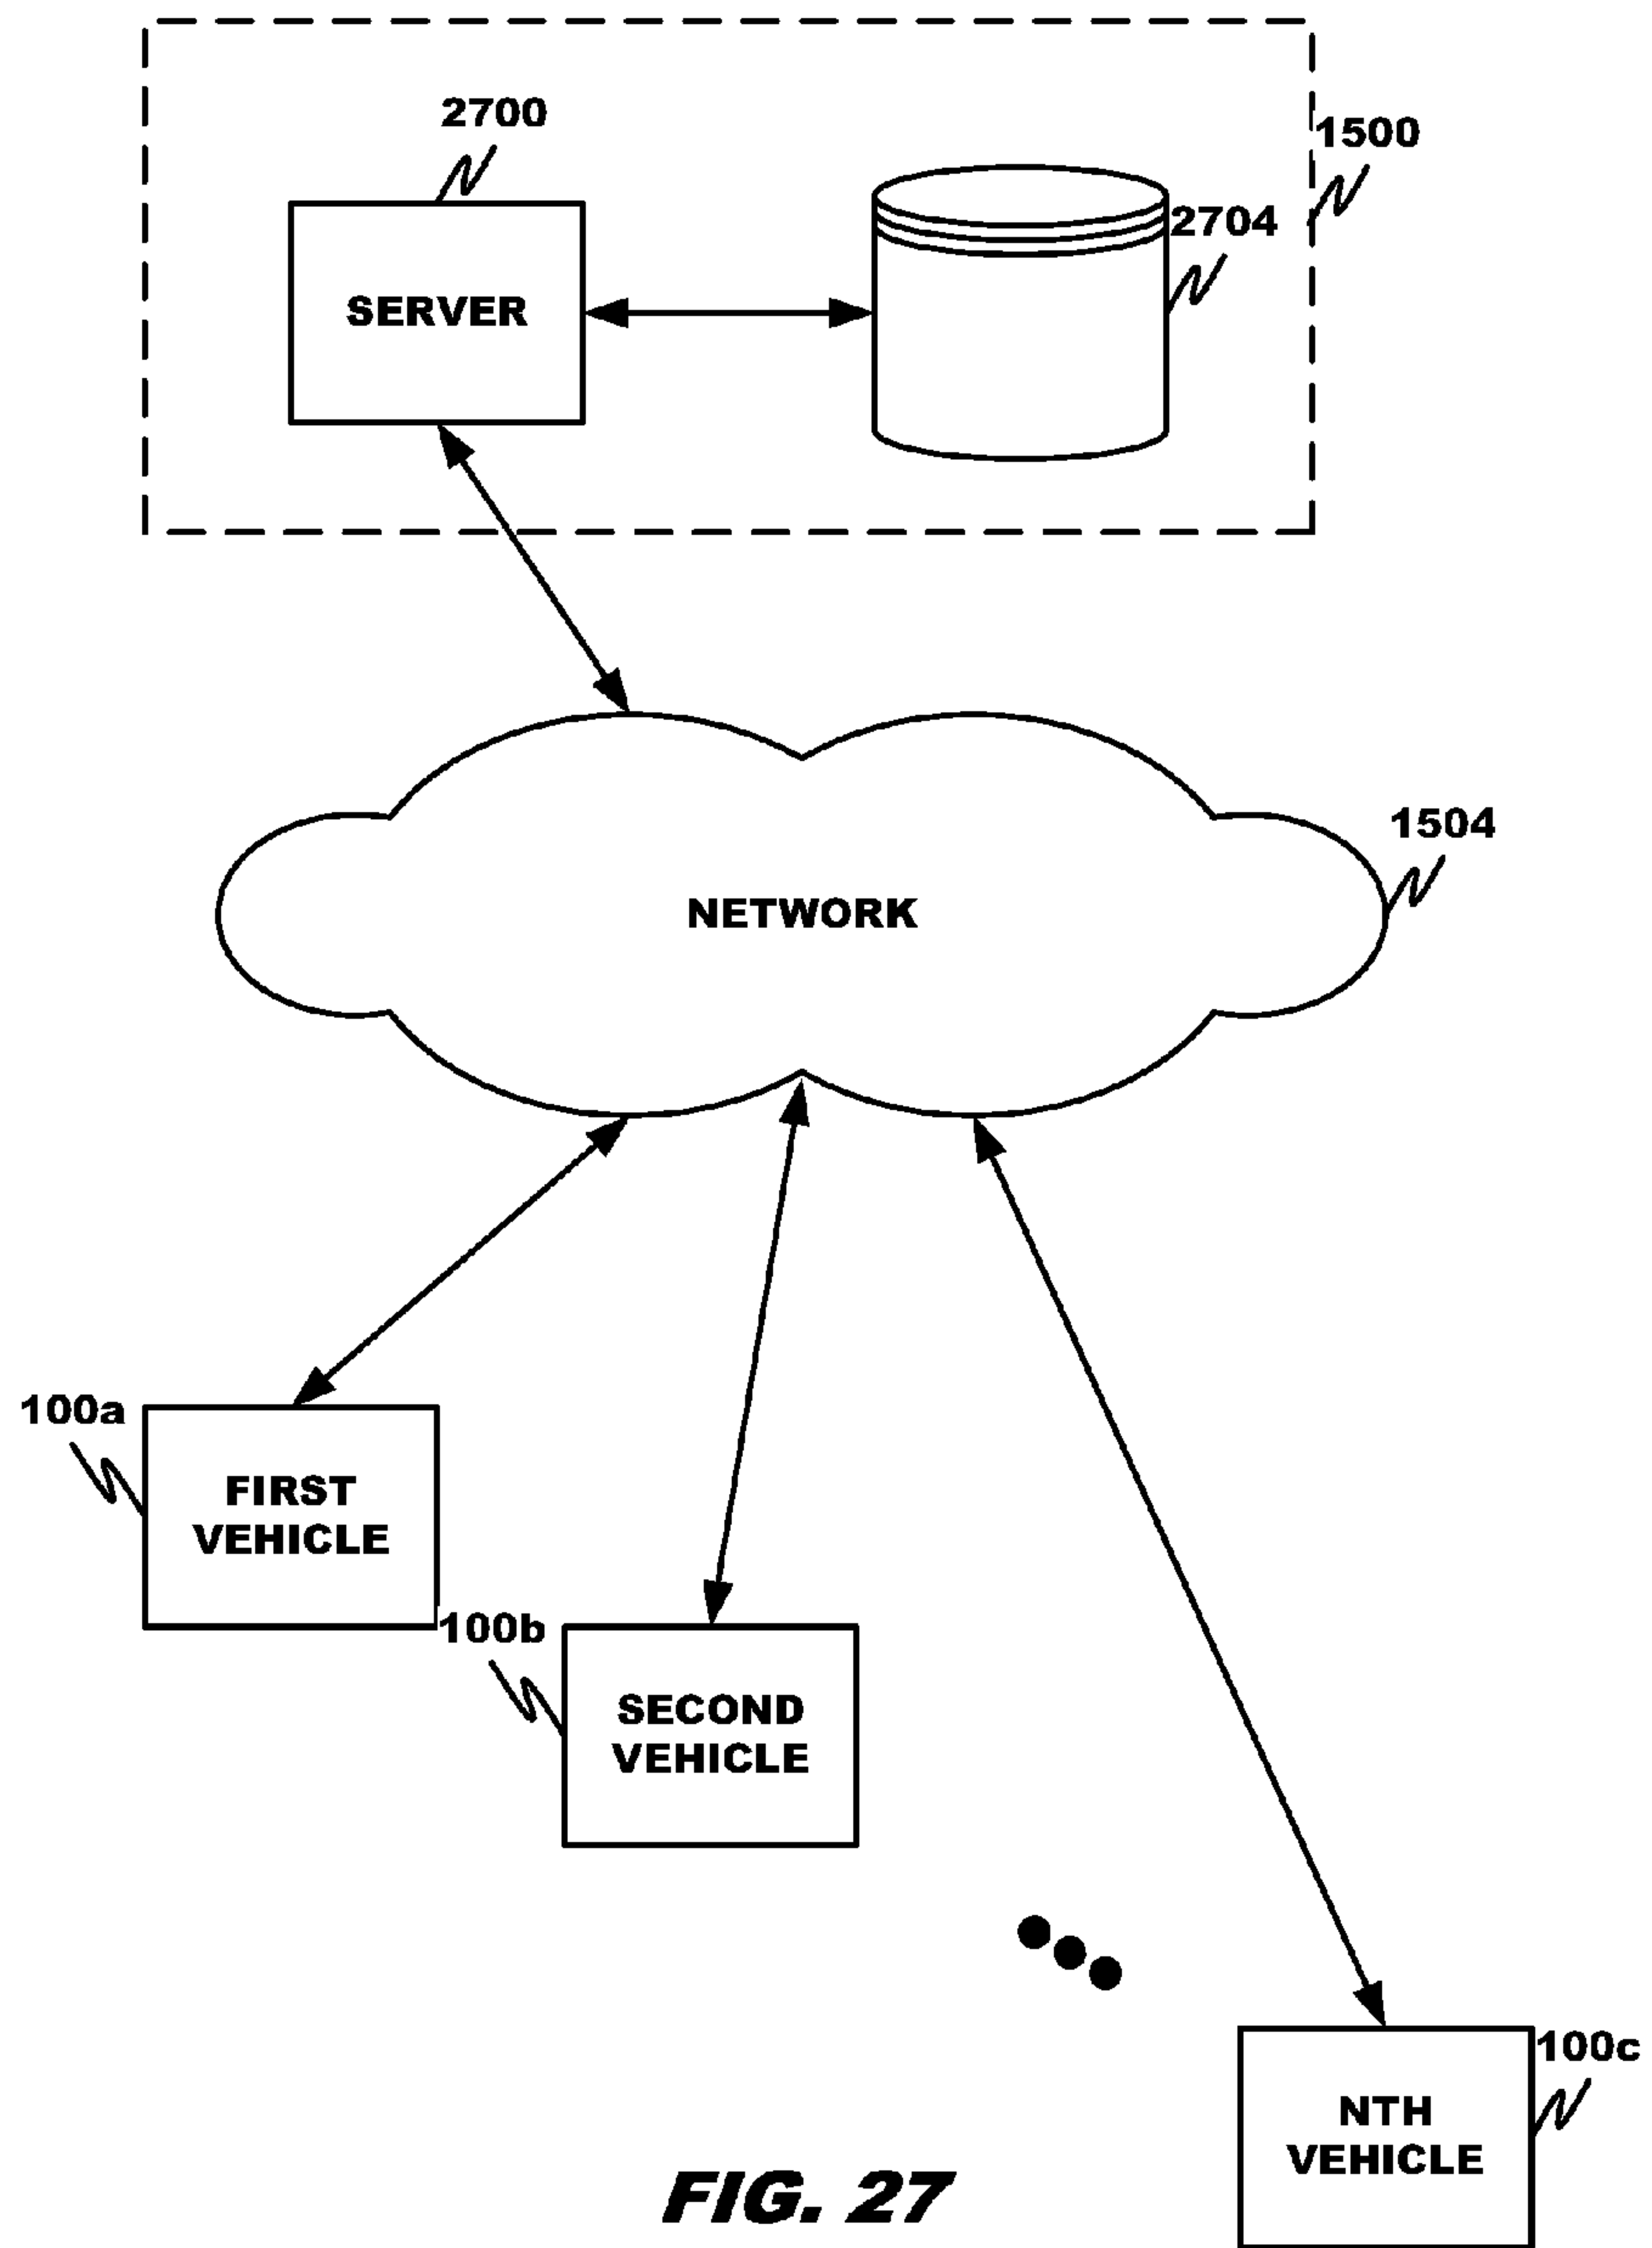 2700
1500
2704
SERVER
1504
NETWORK
100a
FIRST
VEHICLE
100b
SECOND
VEHICLE
100c
NTH
VEHICLE
FIG. 27